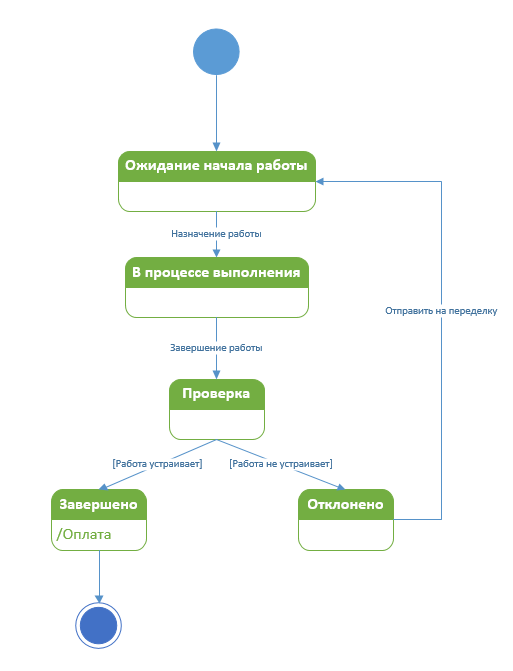 Ожидание начала работы
Назначение работы
В процессе выполнения
Отправить на переделку
Завершение работы
Проверка
[Работа устраивает]
[Работа не устраивает]
Завершено
/Оплата
Отклонено